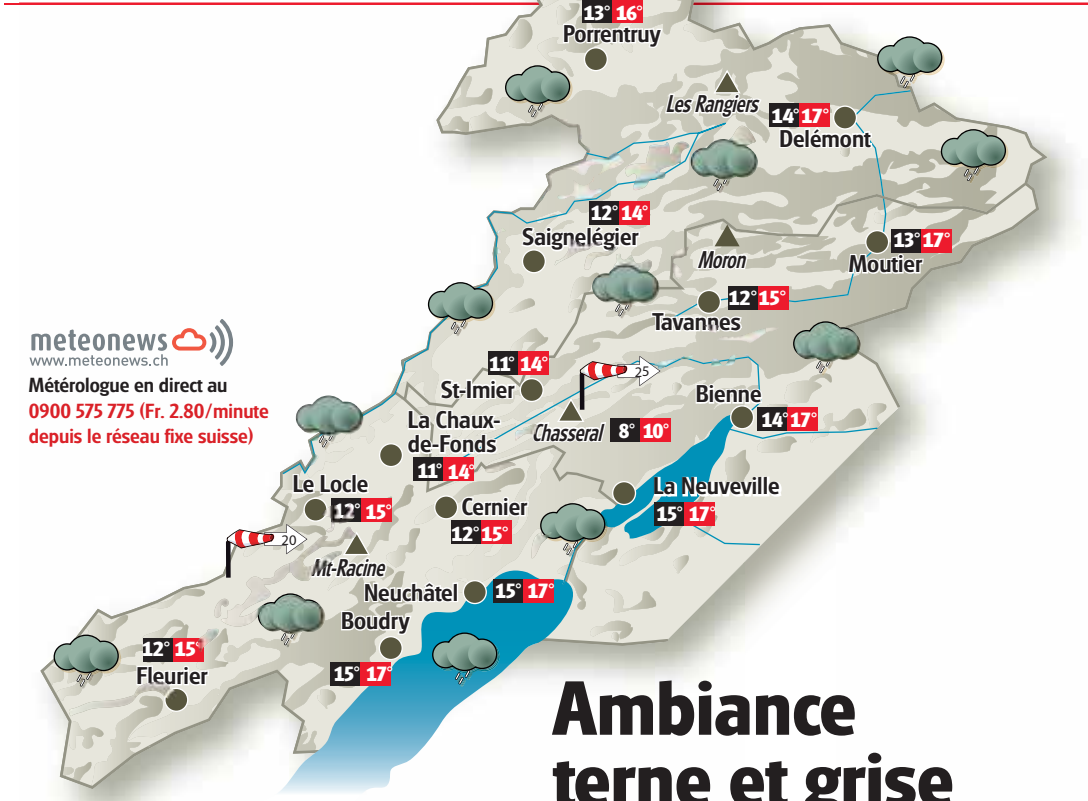 13° 16°
Porrentruy
Les Rangiers
14° 17°
Delémont
12° 14°
Saignelégier
Moron
13° 17°
Moutier
12° 15°
Tavannes
meteonews
www.meteonews.ch
Météorologue en direct au
0900 575 775 (Fr. 2.80/minute
depuis le réseau fixe suisse)
11° 14°
St-Imier
25
Chasseral 8° 10°
Bienne
14° 17°
La Chaux-
de-Fonds
11° 14°
Le Locle
12° 15°
Cernier
12° 15°
La Neuveville
15° 17°
20
Mt-Racine
Neuchâtel 15° 17°
Boudry
15° 17°
12° 15°
Fleurier
Ambiance
terne et grise